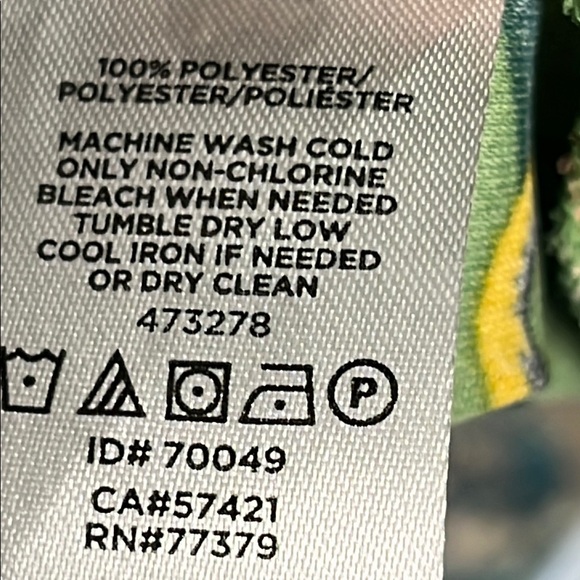 100% POLYESTER/
POLYESTER/POLIÉSTER
MACHINE WASH COLD
ONLY NON-CHLORINE
BLEACH WHEN NEEDED
TUMBLE DRY LOW
COOL IRON IF NEEDED
OR DRY CLEAN
473278
P
ID# 70049
CA#57421
RN#77379